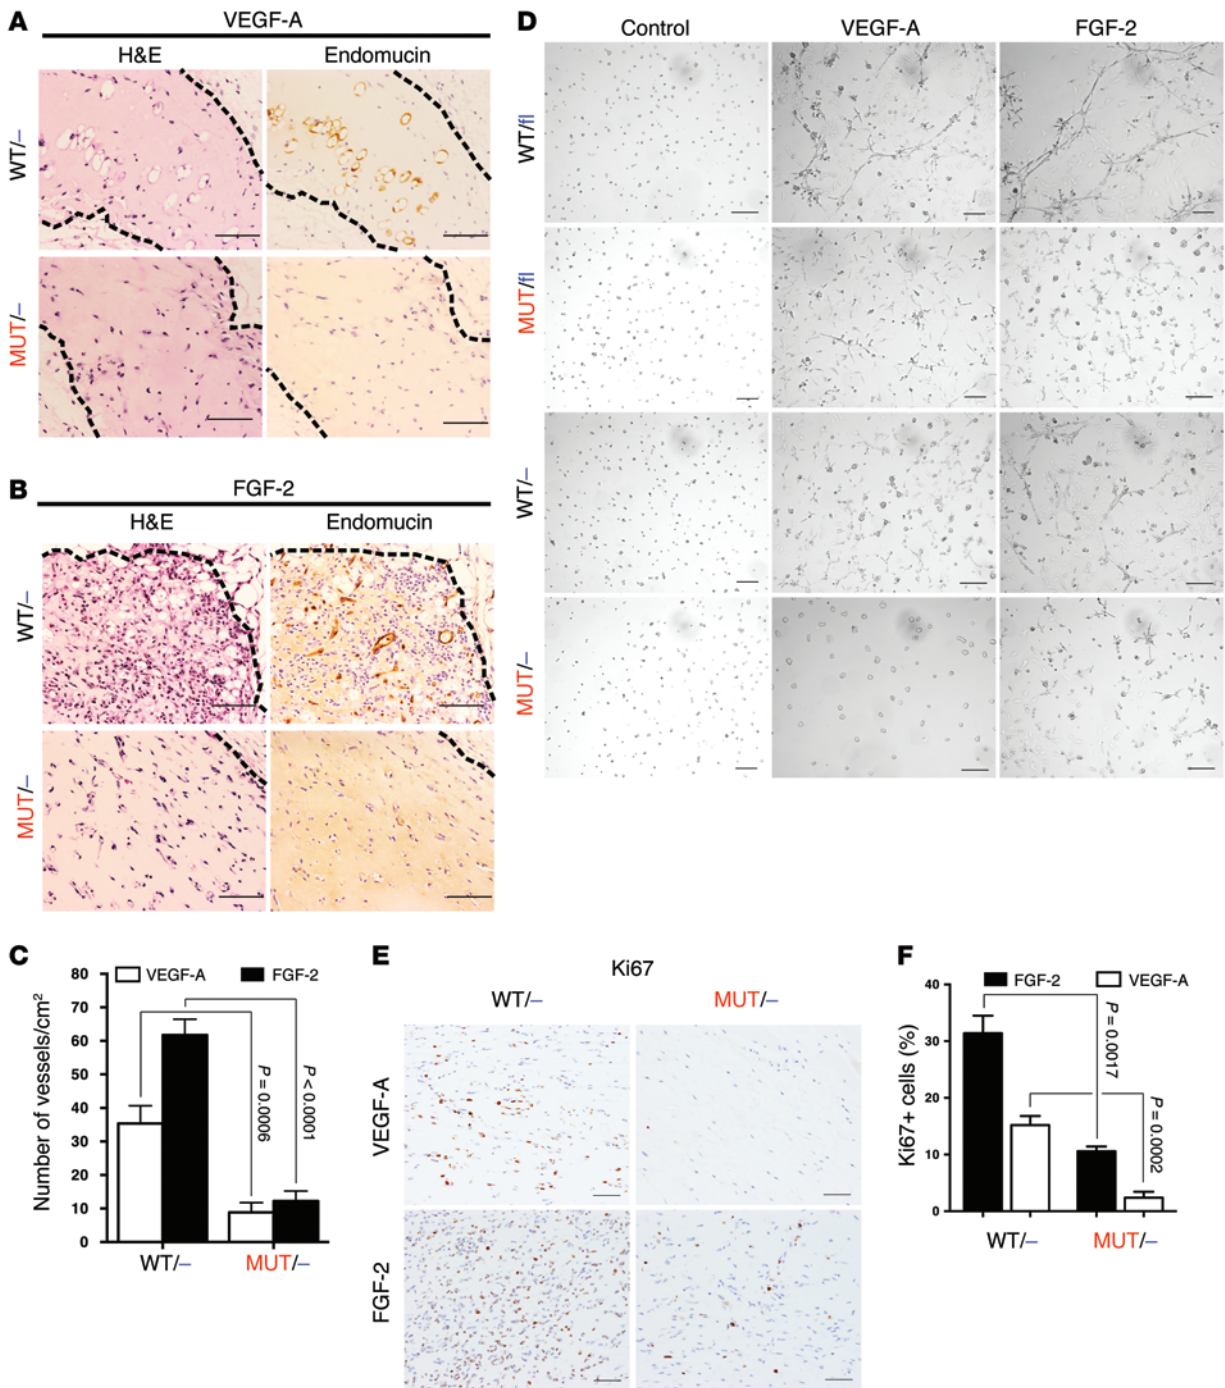 A
VEGF-A
H&E Endomucin
WT/–
MUT/–
B
FGF-2
H&E Endomucin
WT/–
MUT/–
C
VEGF-A FGF-2
Number of vessels/cm²
80
70
60
50
40
30
20
10
0
P = 0.0006
P < 0.0001
WT/– MUT/–
D
Control VEGF-A FGF-2
WT/fl
MUT/fl
WT/–
MUT/–
E
Ki67
WT/– MUT/–
VEGF-A
FGF-2
F
FGF-2 VEGF-A
Ki67+ cells (%)
40
30
20
10
0
P = 0.0017
P = 0.0002
WT/– MUT/–